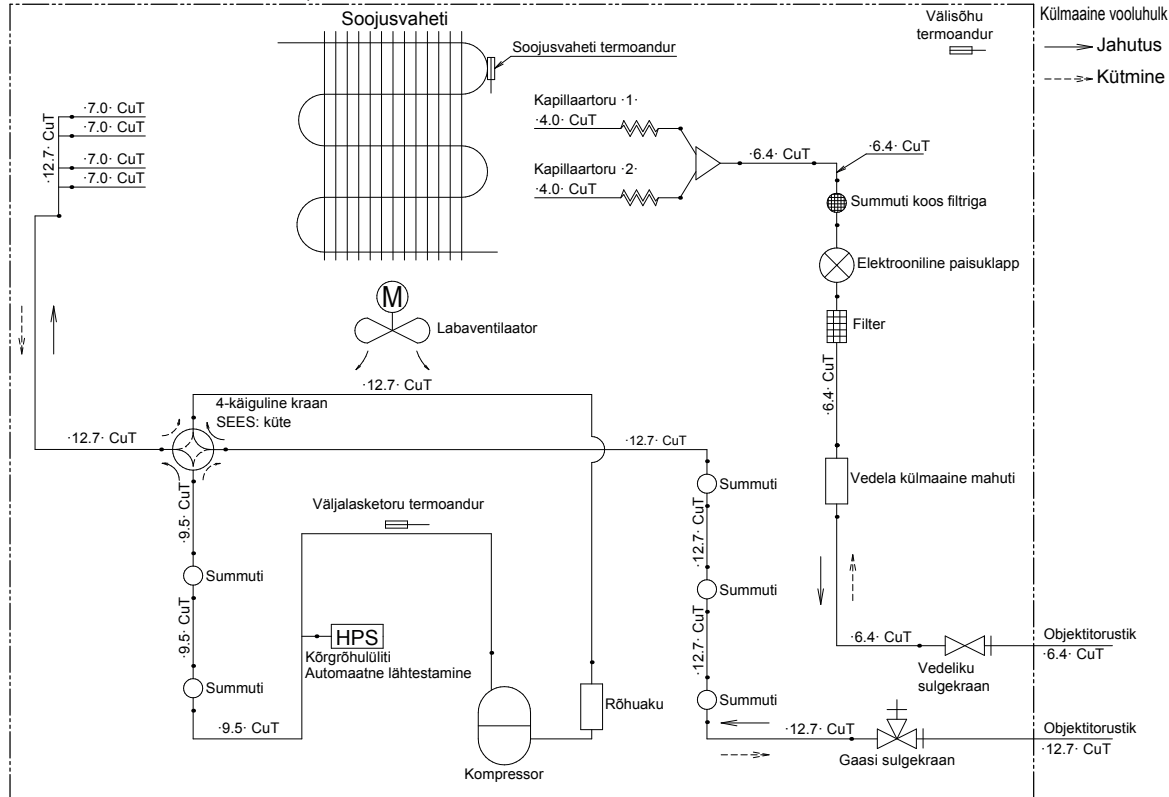 Soojusvaheti
Välisõhu
termoandur
Külmaaine vooluhulk
Jahutus
Kütmine
Soojusvaheti termoandur
·7.0· CuT
·7.0· CuT
·7.0· CuT
·7.0· CuT
·12.7· CuT
Kapillaartoru ·1·
·4.0· CuT
Kapillaartoru ·2·
·4.0· CuT
·6.4· CuT
·6.4· CuT
Summuti koos filtriga
Elektrooniline paisuklapp
Filter
·6.4· CuT
Vedela külmaaine mahuti
M
Labaventilaator
·12.7· CuT
4-käiguline kraan
SEES: küte
·12.7· CuT
·12.7· CuT
·9.5· CuT
Summuti
·9.5· CuT
Summuti
·9.5· CuT
Väljalasketoru termoandur
HPS
Kõrgrõhulüliti
Automaatne lähtestamine
Kompressor
Rõhuaku
Summuti
·12.7· CuT
Summuti
·12.7· CuT
Summuti
·6.4· CuT
Vedeliku
sulgekraan
Objektitorustik
·6.4· CuT
·12.7· CuT
Gaasi sulgekraan
Objektitorustik
·12.7· CuT